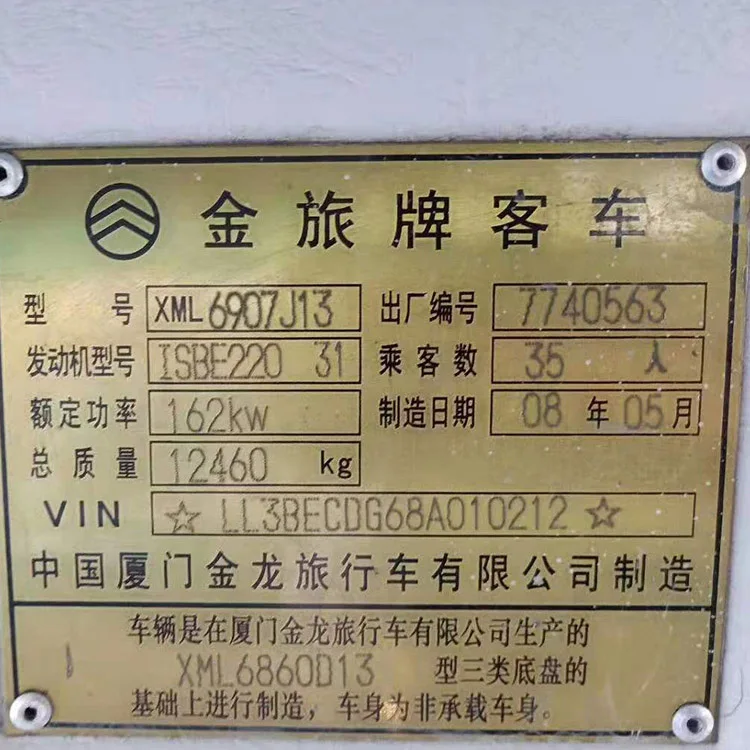 金旅牌客车
型号 XML6907J13 出厂编号 7740563
发动机型号 ISBE220 31 乘客数 35 人
额定功率 162kw 制造日期 08 年 05 月
总质量 12460 kg
VIN ☆ LL3BECDG68A010212 ☆
中国厦门金龙旅行车有限公司制造
车辆是在厦门金龙旅行车有限公司生产的
XML6860D13 型三类底盘的
基础上进行制造，车身为非承载车身。